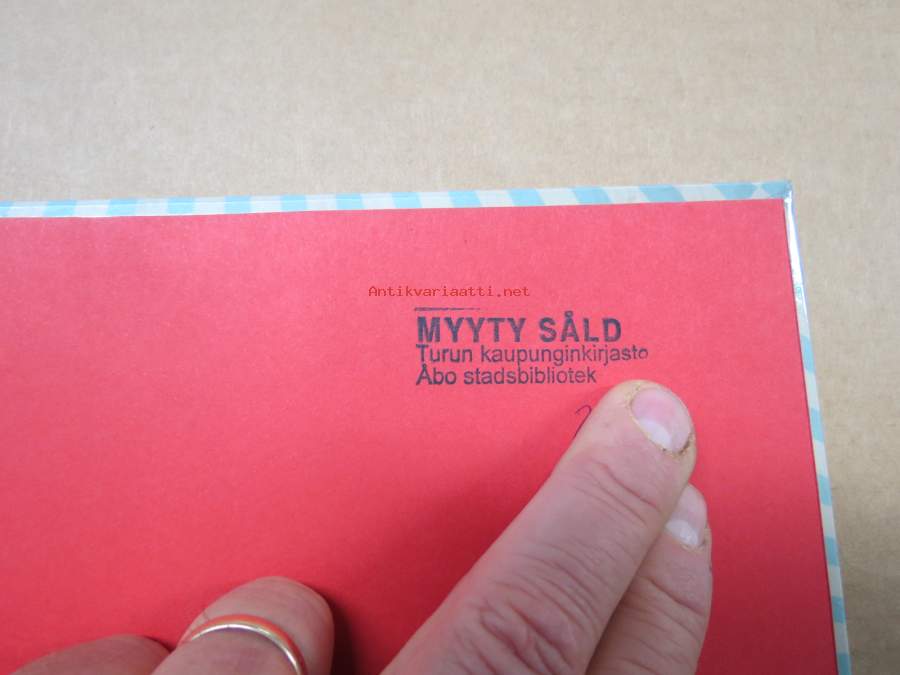 Antikvariaatti.net
MYYTY SÅLD
Turun kaupunginkirjasto
Åbo stadsbibliotek